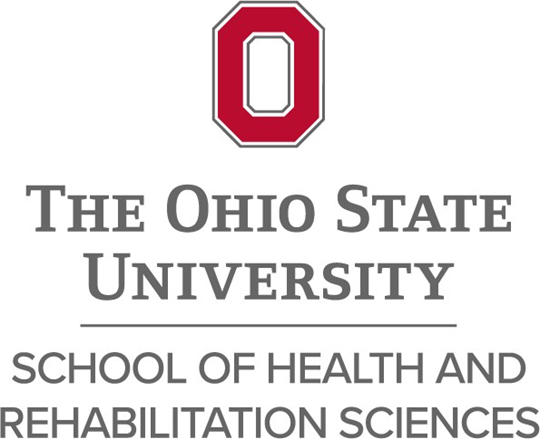 O
THE OHIO STATE
UNIVERSITY
SCHOOL OF HEALTH AND
REHABILITATION SCIENCES